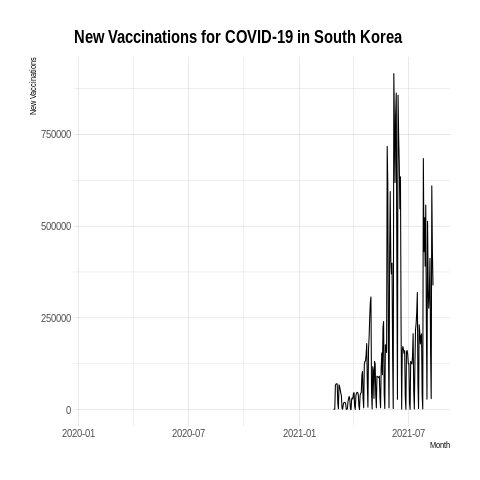 New Vaccinations for COVID-19 in South Korea
New Vaccinations
750000
500000
250000
0
2020-01 2020-07 2021-01 2021-07
Month